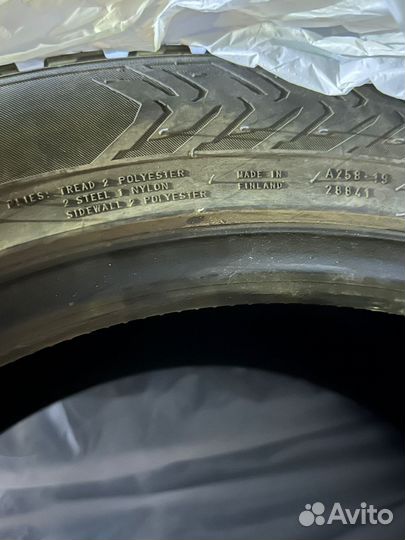 PLIES: TREAD 2 POLYESTER
2 STEEL 1 NYLON
SIDEWALL 2 POLYESTER
MADE IN
FINLAND
A258-19
28841
Avito